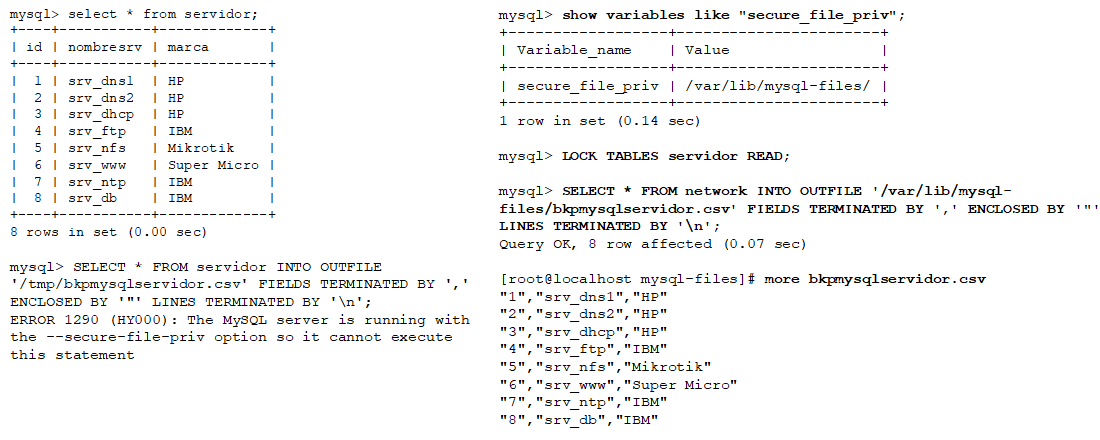 mysql> select * from servidor;
+----+-----------+-------------+
| id | nombresrv | marca       |
+----+-----------+-------------+
|  1 | srv_dns1  | HP          |
|  2 | srv_dns2  | HP          |
|  3 | srv_dhcp  | HP          |
|  4 | srv_ftp   | IBM         |
|  5 | srv_nfs   | Mikrotik    |
|  6 | srv_www   | Super Micro |
|  7 | srv_ntp   | IBM         |
|  8 | srv_db    | IBM         |
+----+-----------+-------------+
8 rows in set (0.00 sec)
mysql> SELECT * FROM servidor INTO OUTFILE
'/tmp/bkpmysqlservidor.csv' FIELDS TERMINATED BY ','
ENCLOSED BY '"' LINES TERMINATED BY '\n';
ERROR 1290 (HY000): The MySQL server is running with
the --secure-file-priv option so it cannot execute
this statement
mysql> show variables like "secure_file_priv";
+------------------+-----------------------+
| Variable_name    | Value                 |
+------------------+-----------------------+
| secure_file_priv | /var/lib/mysql-files/ |
+------------------+-----------------------+
1 row in set (0.14 sec)
mysql> LOCK TABLES servidor READ;
mysql> SELECT * FROM network INTO OUTFILE '/var/lib/mysql-
files/bkpmysqlservidor.csv' FIELDS TERMINATED BY ',' ENCLOSED BY '"'
LINES TERMINATED BY '\n';
Query OK, 8 row affected (0.07 sec)
[root@localhost mysql-files]# more bkpmysqlservidor.csv
"1","srv_dns1","HP"
"2","srv_dns2","HP"
"3","srv_dhcp","HP"
"4","srv_ftp","IBM"
"5","srv_nfs","Mikrotik"
"6","srv_www","Super Micro"
"7","srv_ntp","IBM"
"8","srv_db","IBM"